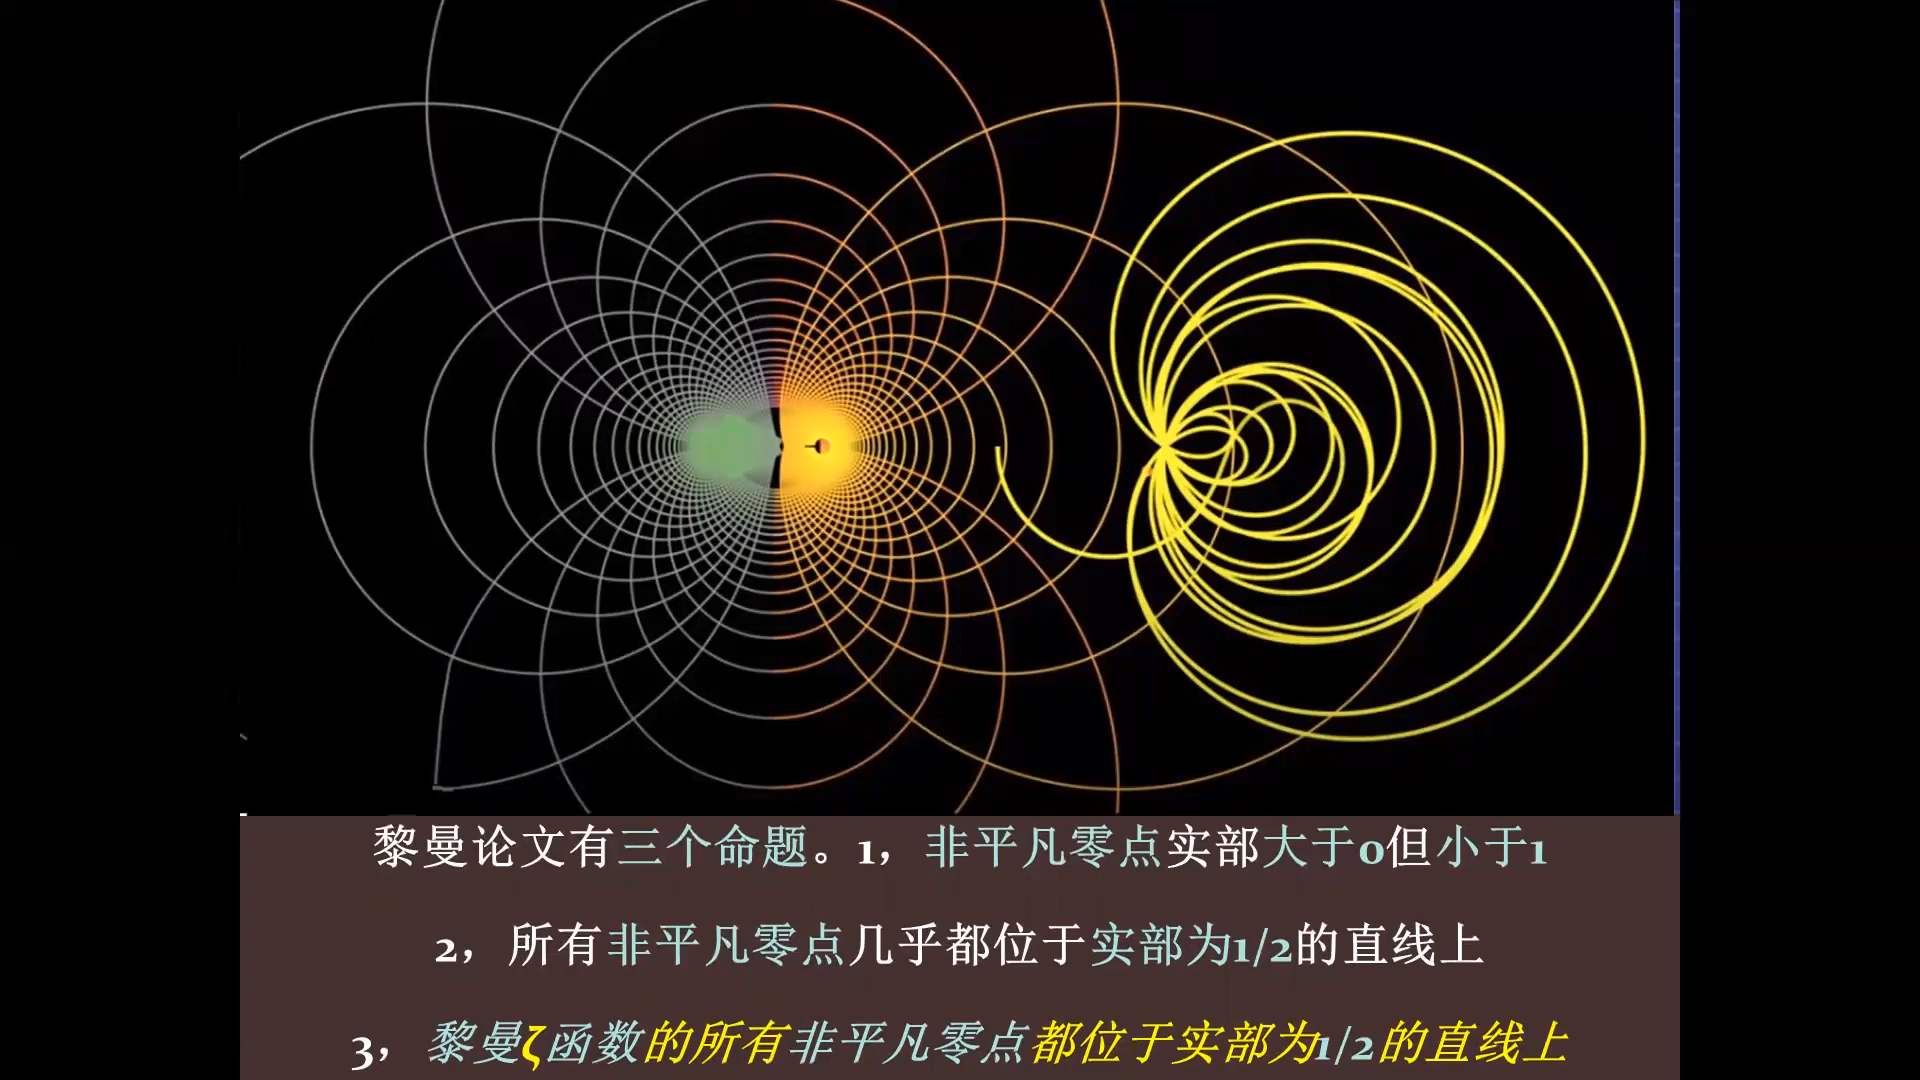 黎曼论文有三个命题。1，非平凡零点实部大于0但小于1
2，所有非平凡零点几乎都位于实部为1/2的直线上
3，黎曼ζ函数的所有非平凡零点都位于实部为1/2的直线上